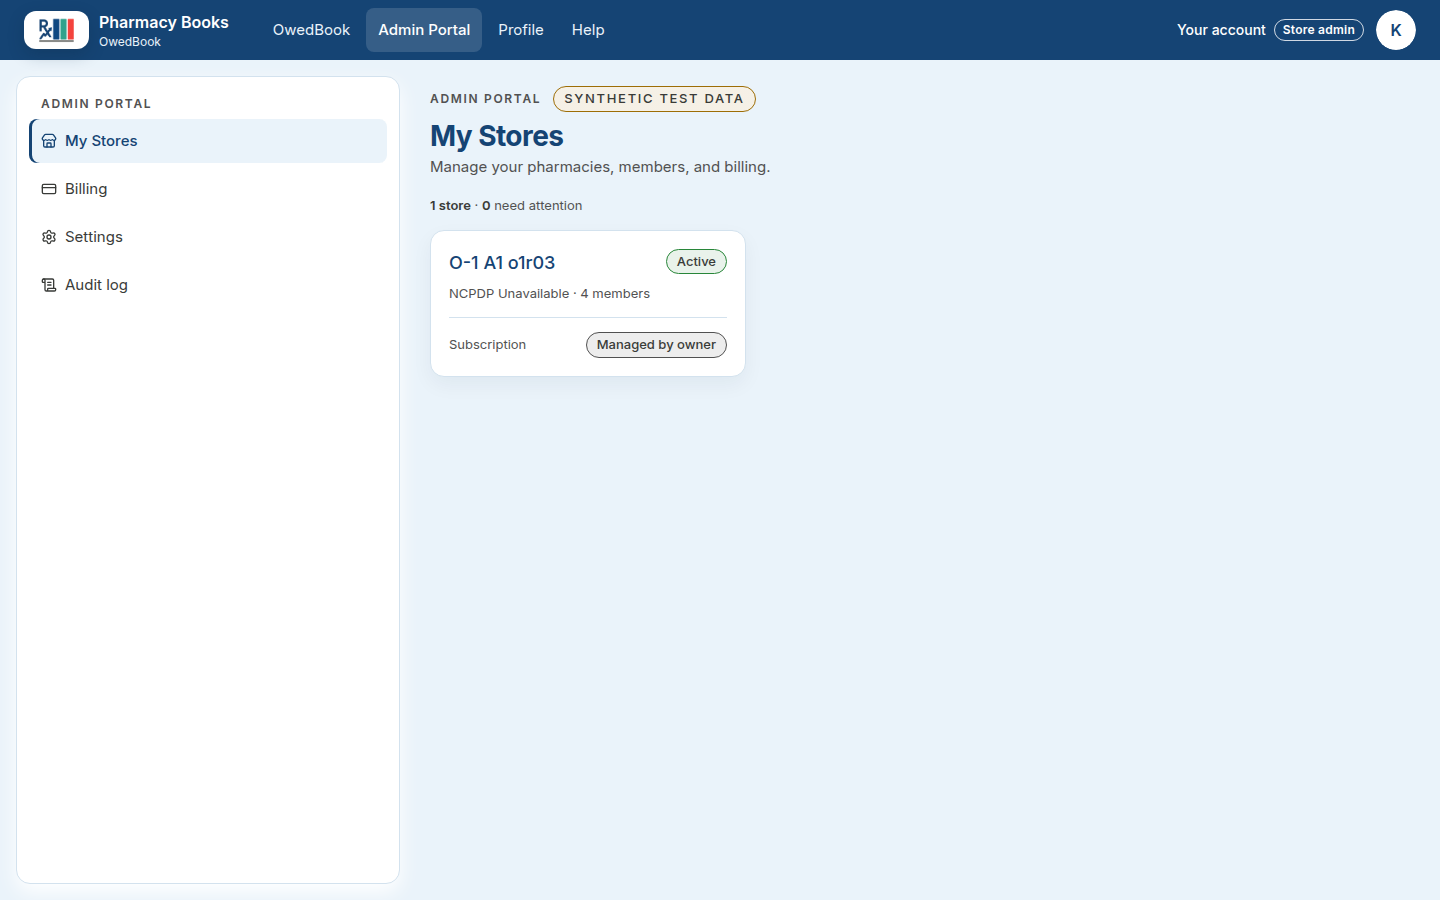 Pharmacy Books
OwedBook
OwedBook
Admin Portal
Profile
Help
Your account
Store admin
K
ADMIN PORTAL
My Stores
Billing
Settings
Audit log
ADMIN PORTAL
SYNTHETIC TEST DATA
My Stores
Manage your pharmacies, members, and billing.
1 store · 0 need attention
O-1 A1 o1r03
Active
NCPDP Unavailable · 4 members
Subscription
Managed by owner